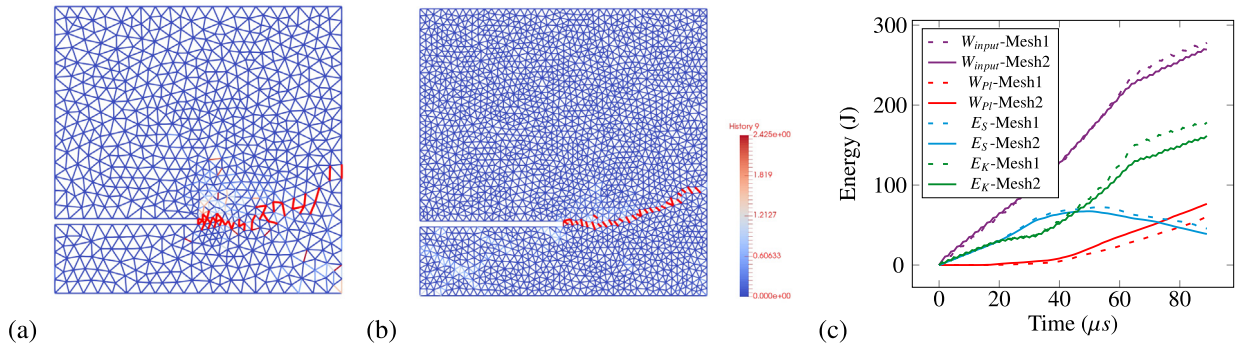 (a)
(b)
Hstory 9
2.425e+00
1.819
1.2127
0.60633
0.000e+00
(c)
Energy (J)
300
200
100
0
0
20
40
60
80
Time (μs)
W_input-Mesh1
W_input-Mesh2
W_Pl-Mesh1
W_Pl-Mesh2
E_S-Mesh1
E_S-Mesh2
E_K-Mesh1
E_K-Mesh2